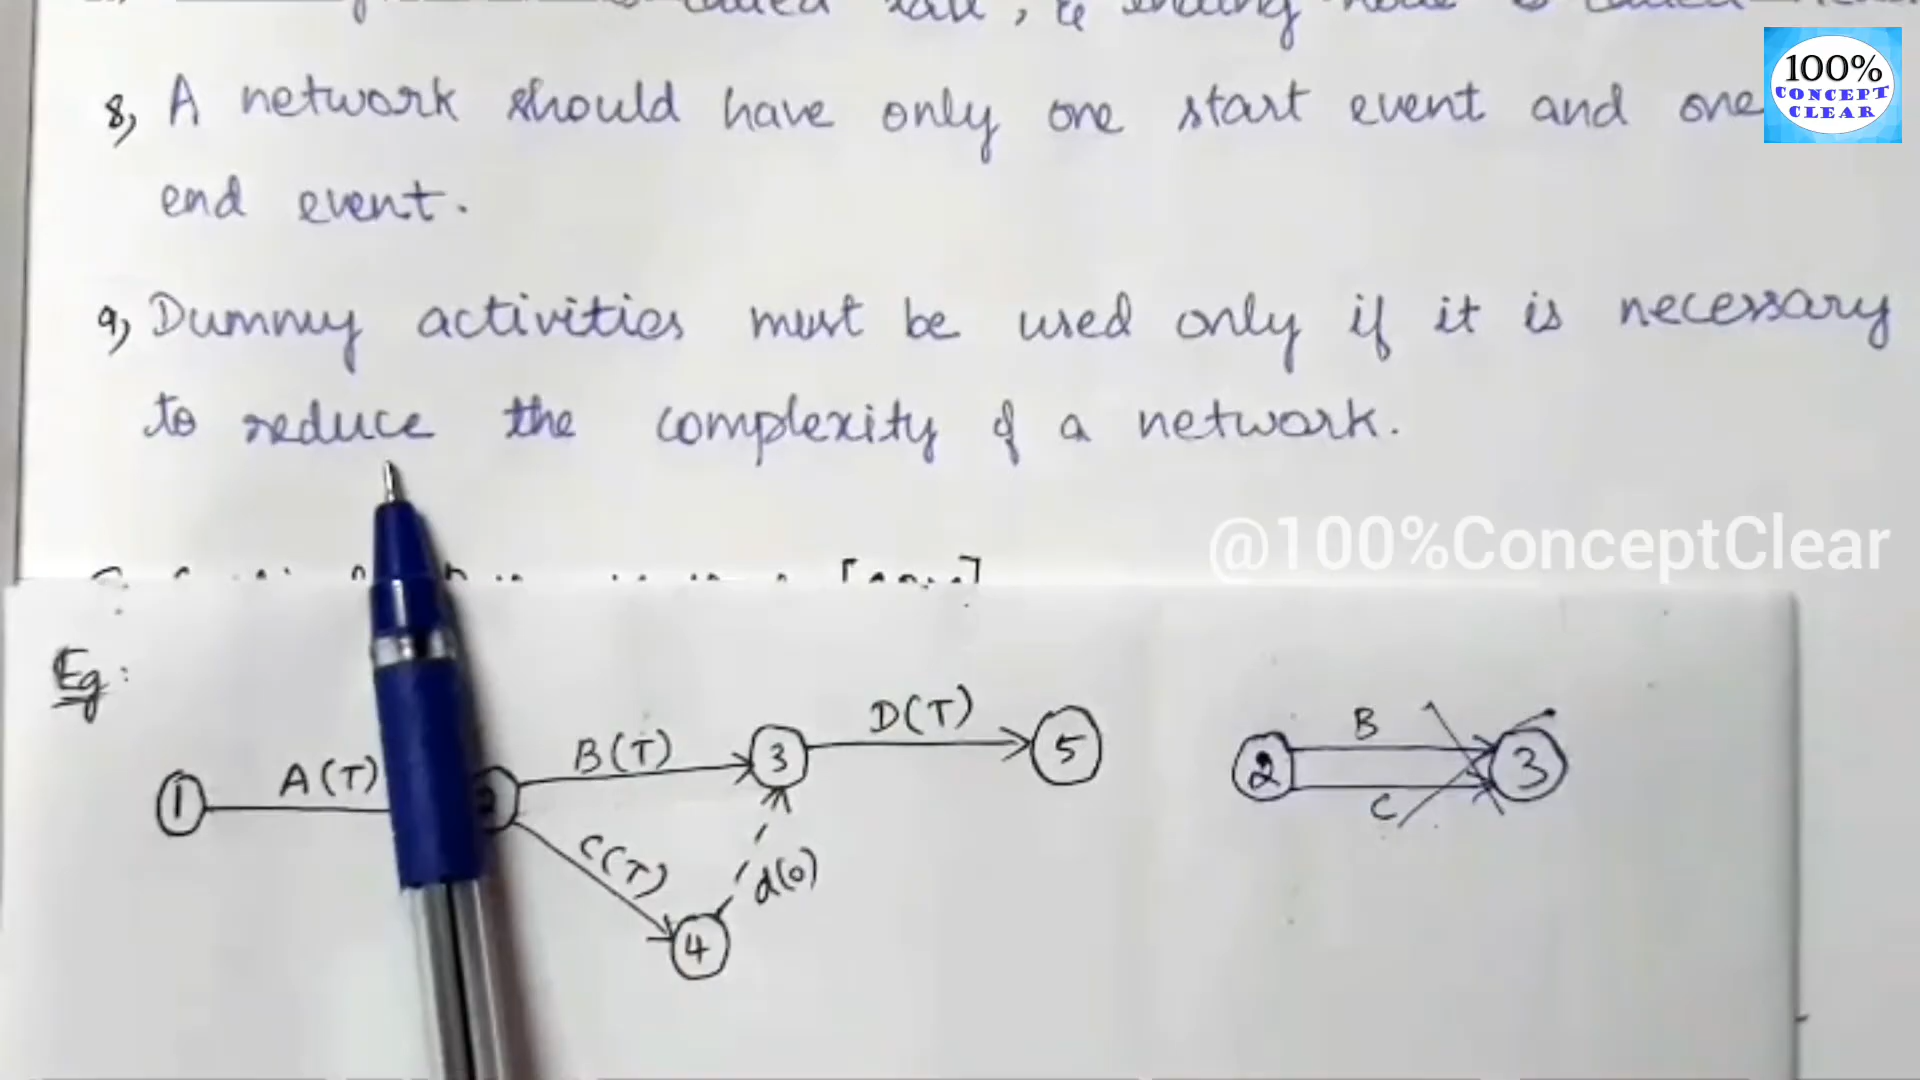 8, A network should have only one start event and one
end event.
9, Dummy activities must be used only if it is necessary
to reduce the complexity of a network.
100%
CONCEPT
CLEAR
@100%ConceptClear
Eg:
1 A(T) 2 B(T) 3 D(T) 5
C(T) 4 d(0)
2 B C 3